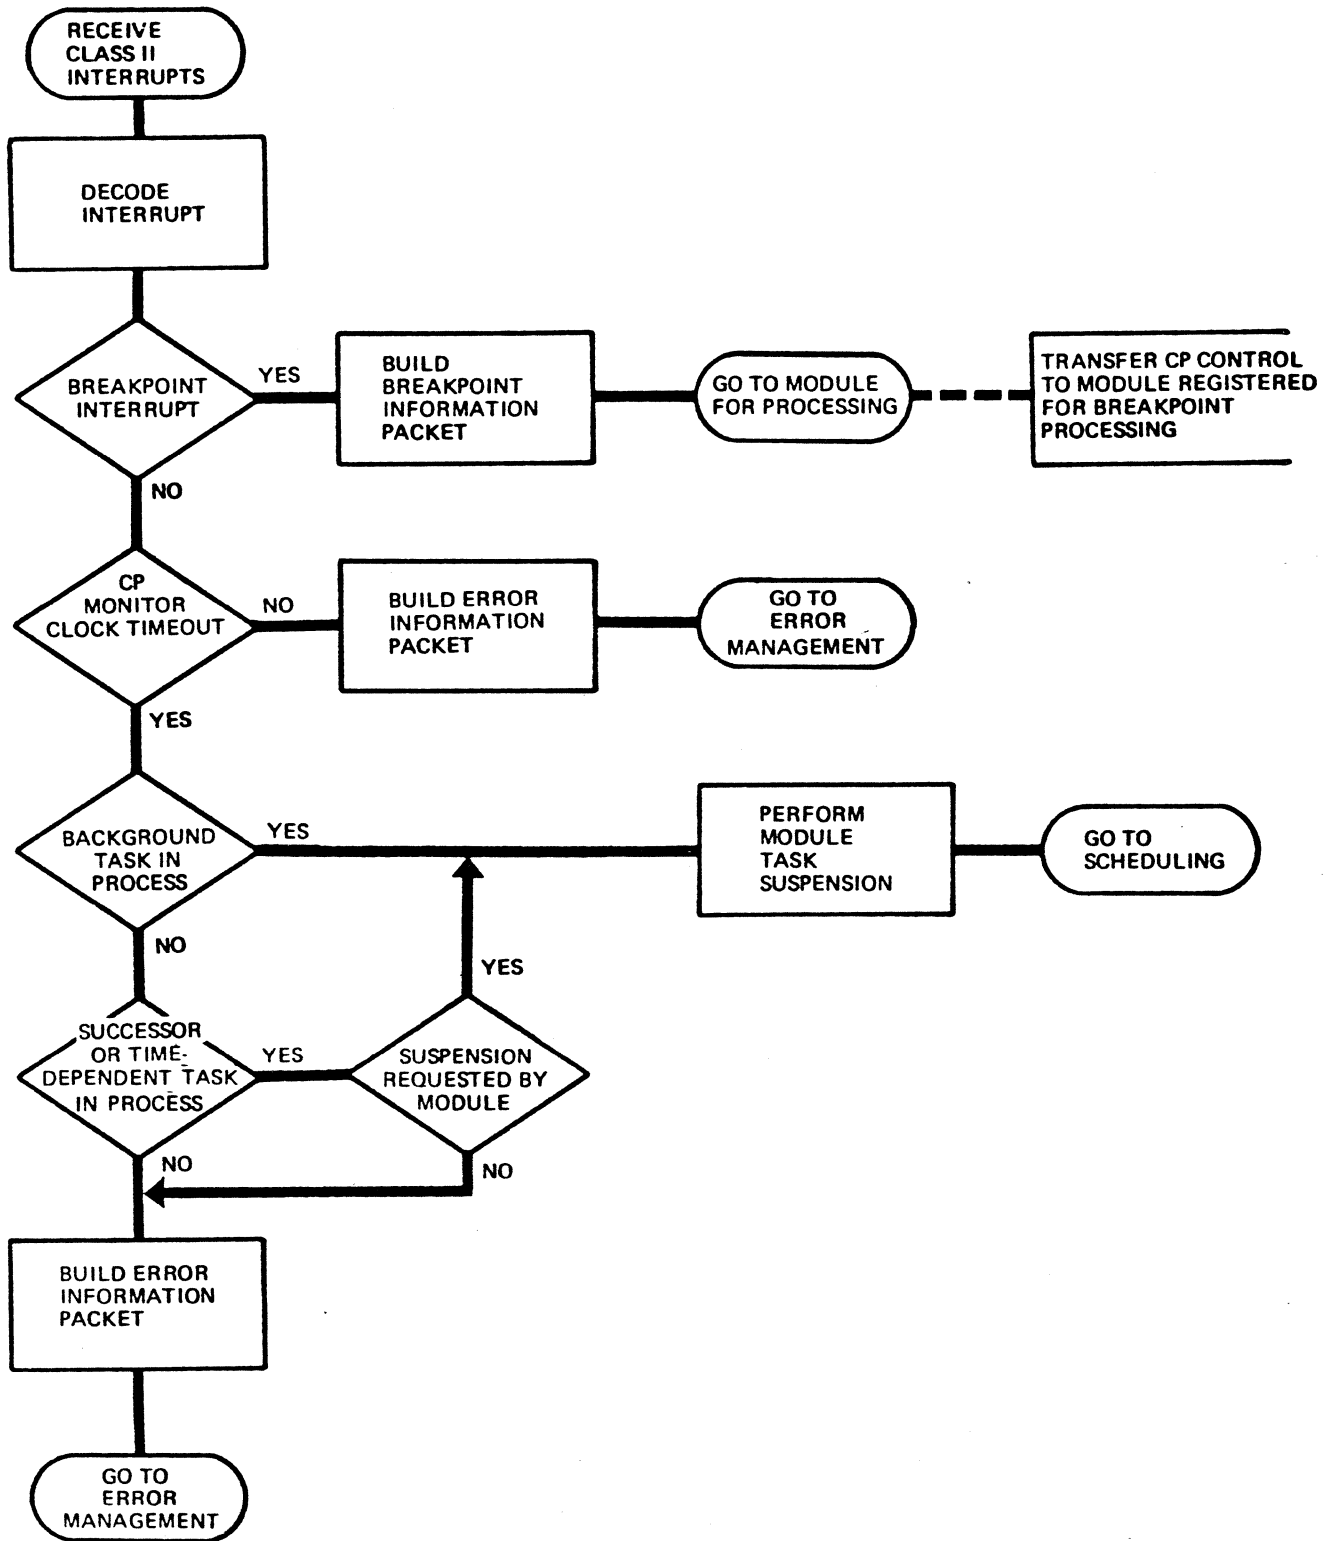 RECEIVE
CLASS II
INTERRUPTS
DECODE
INTERRUPT
BREAKPOINT
INTERRUPT
YES
BUILD
BREAKPOINT
INFORMATION
PACKET
GO TO MODULE
FOR PROCESSING
TRANSFER CP CONTROL
TO MODULE REGISTERED
FOR BREAKPOINT
PROCESSING
NO
CP
MONITOR
CLOCK TIMEOUT
NO
BUILD ERROR
INFORMATION
PACKET
GO TO
ERROR
MANAGEMENT
YES
BACKGROUND
TASK IN
PROCESS
YES
PERFORM
MODULE
TASK
SUSPENSION
GO TO
SCHEDULING
NO
YES
SUCCESSOR
OR TIME-
DEPENDENT TASK
IN PROCESS
YES
SUSPENSION
REQUESTED BY
MODULE
NO
NO
BUILD ERROR
INFORMATION
PACKET
GO TO
ERROR
MANAGEMENT